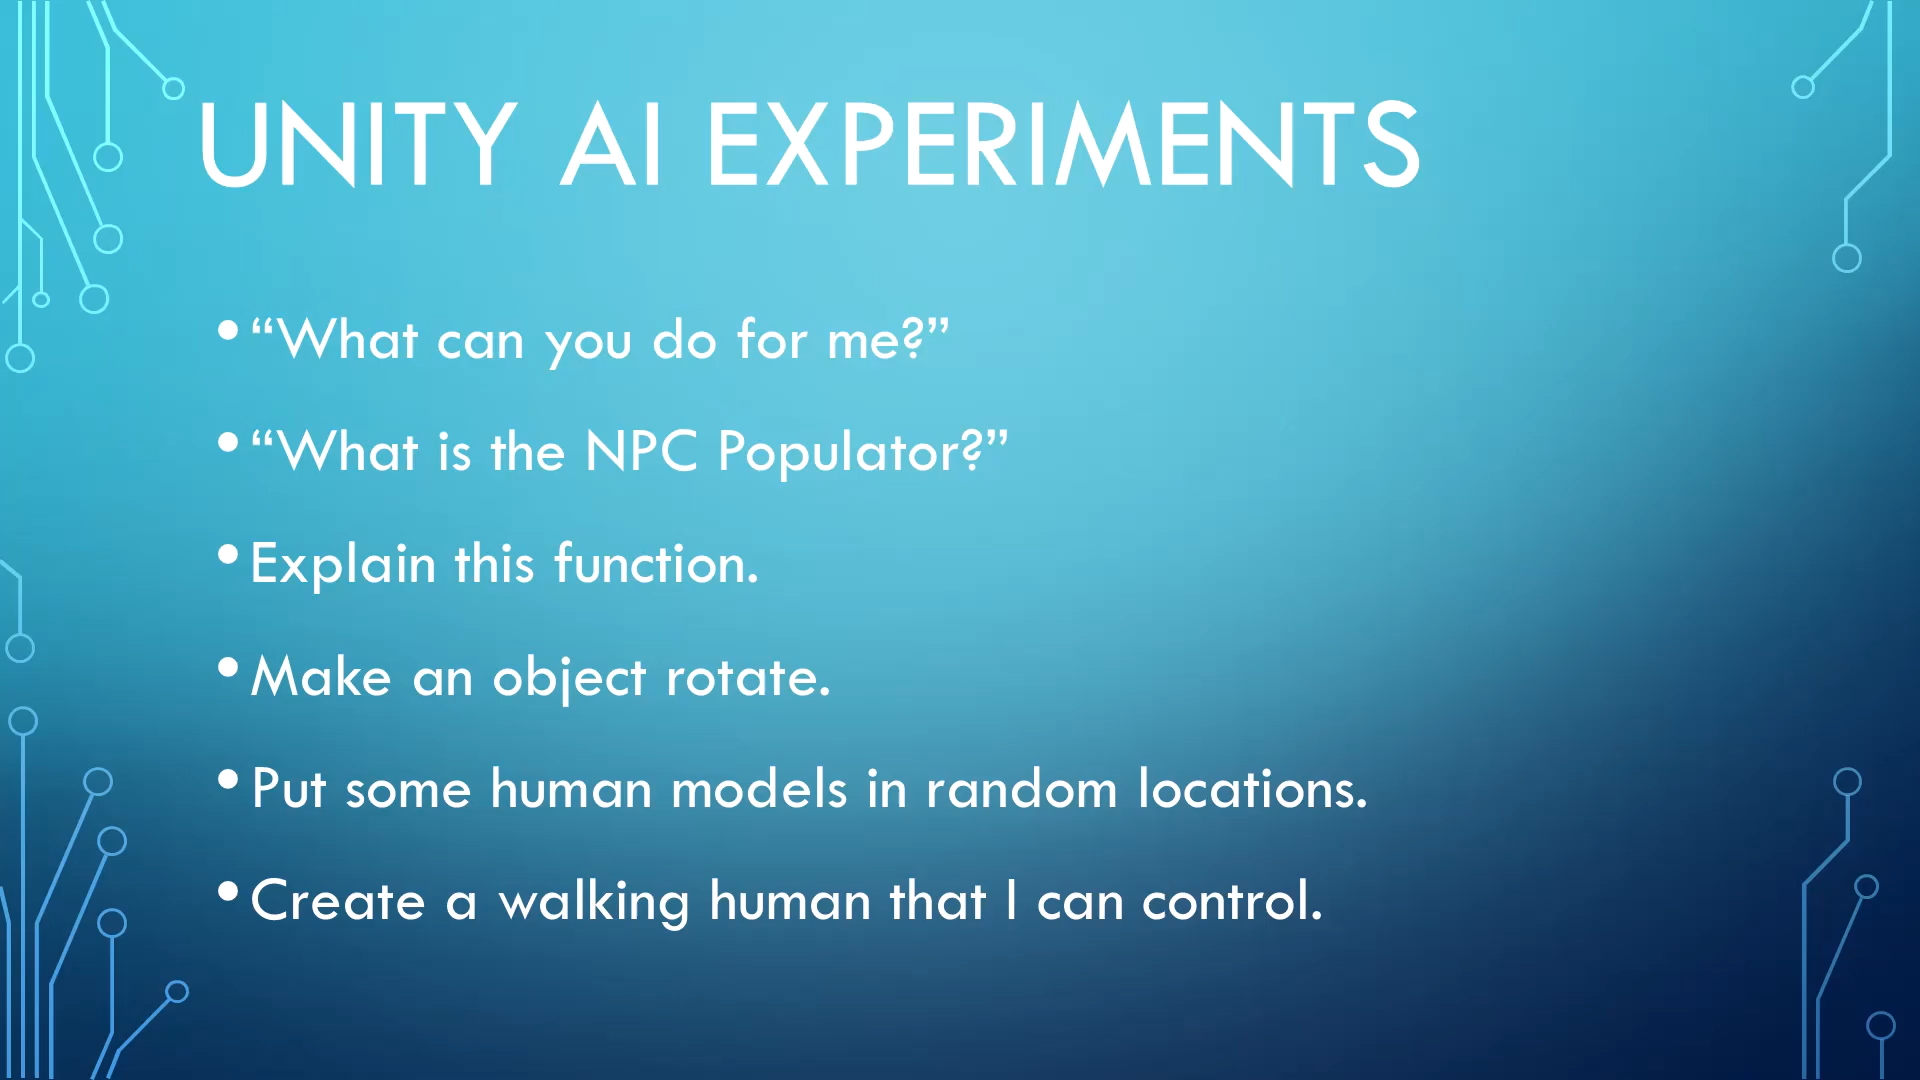 UNITY AI EXPERIMENTS
• “What can you do for me?”
• “What is the NPC Populator?”
• Explain this function.
• Make an object rotate.
• Put some human models in random locations.
• Create a walking human that I can control.